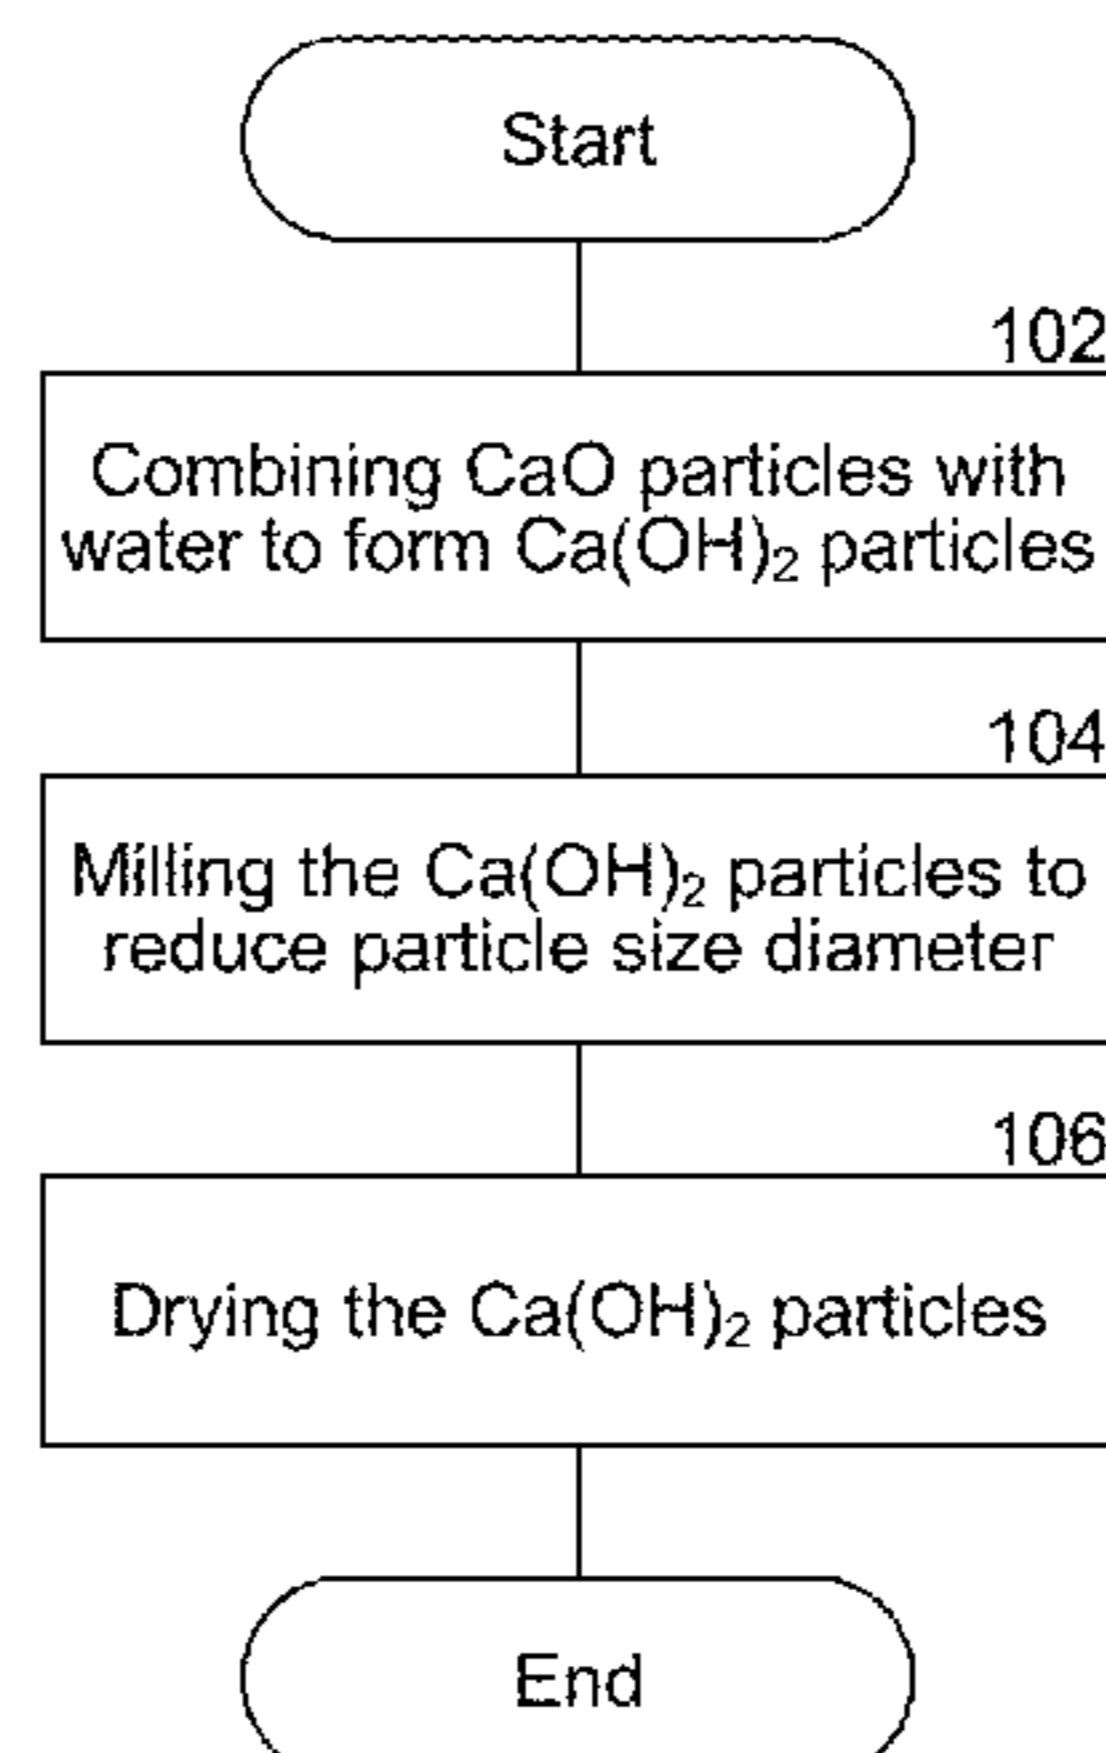 Start
102
Combining CaO particles with
water to form Ca(OH)₂ particles
104
Milling the Ca(OH)₂ particles to
reduce particle size diameter
106
Drying the Ca(OH)₂ particles
End